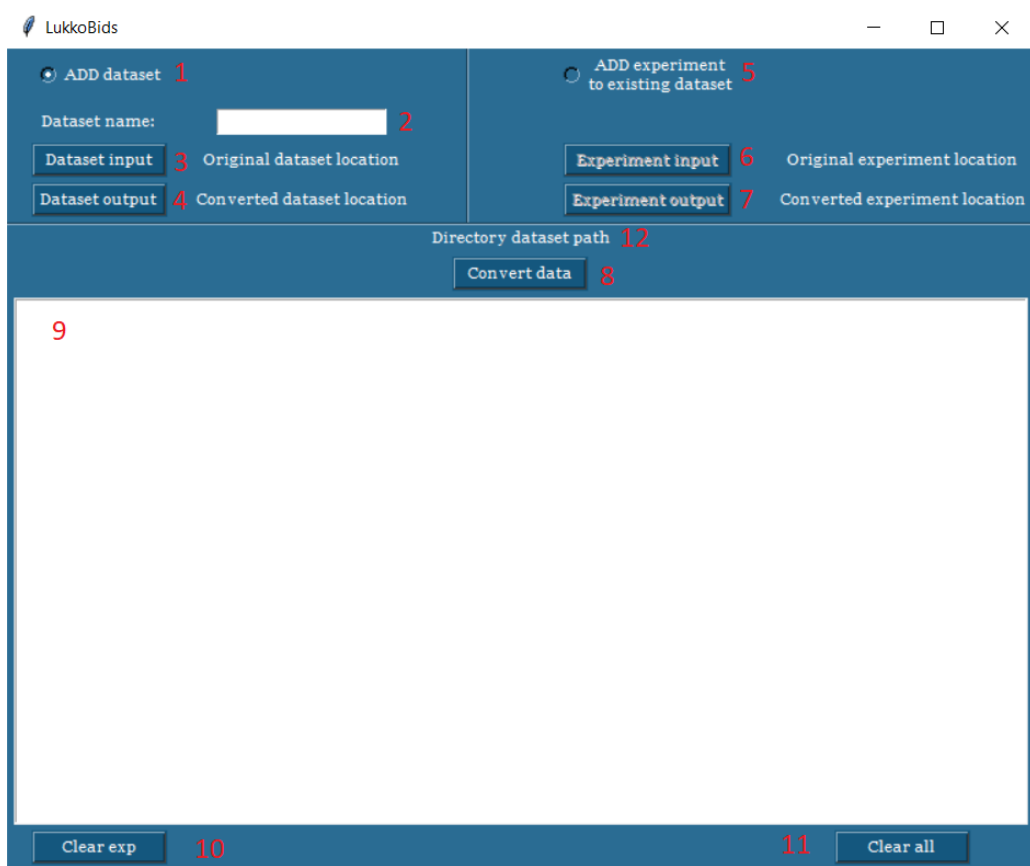 LukkoBids
ADD dataset 1
ADD experiment
to existing dataset 5
Dataset name: 2
Dataset input 3 Original dataset location
Experiment input 6 Original experiment location
Dataset output 4 Converted dataset location
Experiment output 7 Converted experiment location
Directory dataset path 12
Convert data 8
9
Clear exp 10
11 Clear all